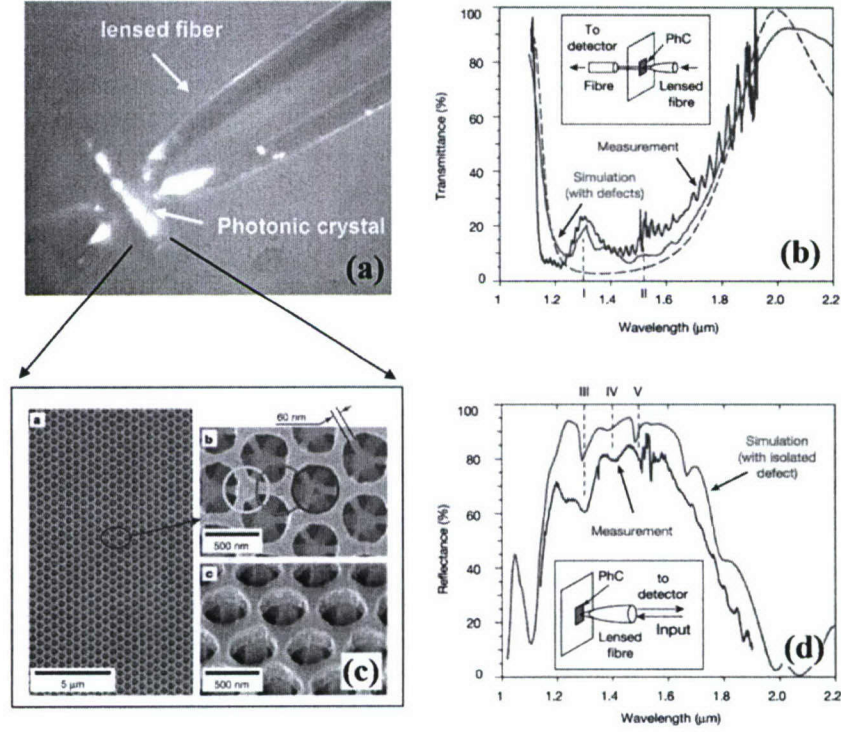 lensed fiber
Photonic crystal
(a)
100
80
60
40
20
0
Transmittance (%)
To
detector
PhC
Fibre
Lensed
fibre
Measurement
Simulation
(with defects)
(b)
1
1.2
1.4
1.6
1.8
2.0
2.2
I
II
Wavelength (μm)
a
5 μm
b
60 nm
500 nm
c
500 nm
(c)
III
IV
V
100
80
60
80
20
0
Reflectance (%)
Simulation
(with isolated
defect)
Measurement
PhC
to
detector
Input
Lensed
fibre
(d)
1
1.2
1.4
1.6
1.8
2.0
2.2
Wavelength (μm)